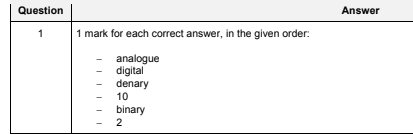 Question Answer
1 1 mark for each correct answer, in the given order:
– analogue
– digital
– denary
– 10
– binary
– 2